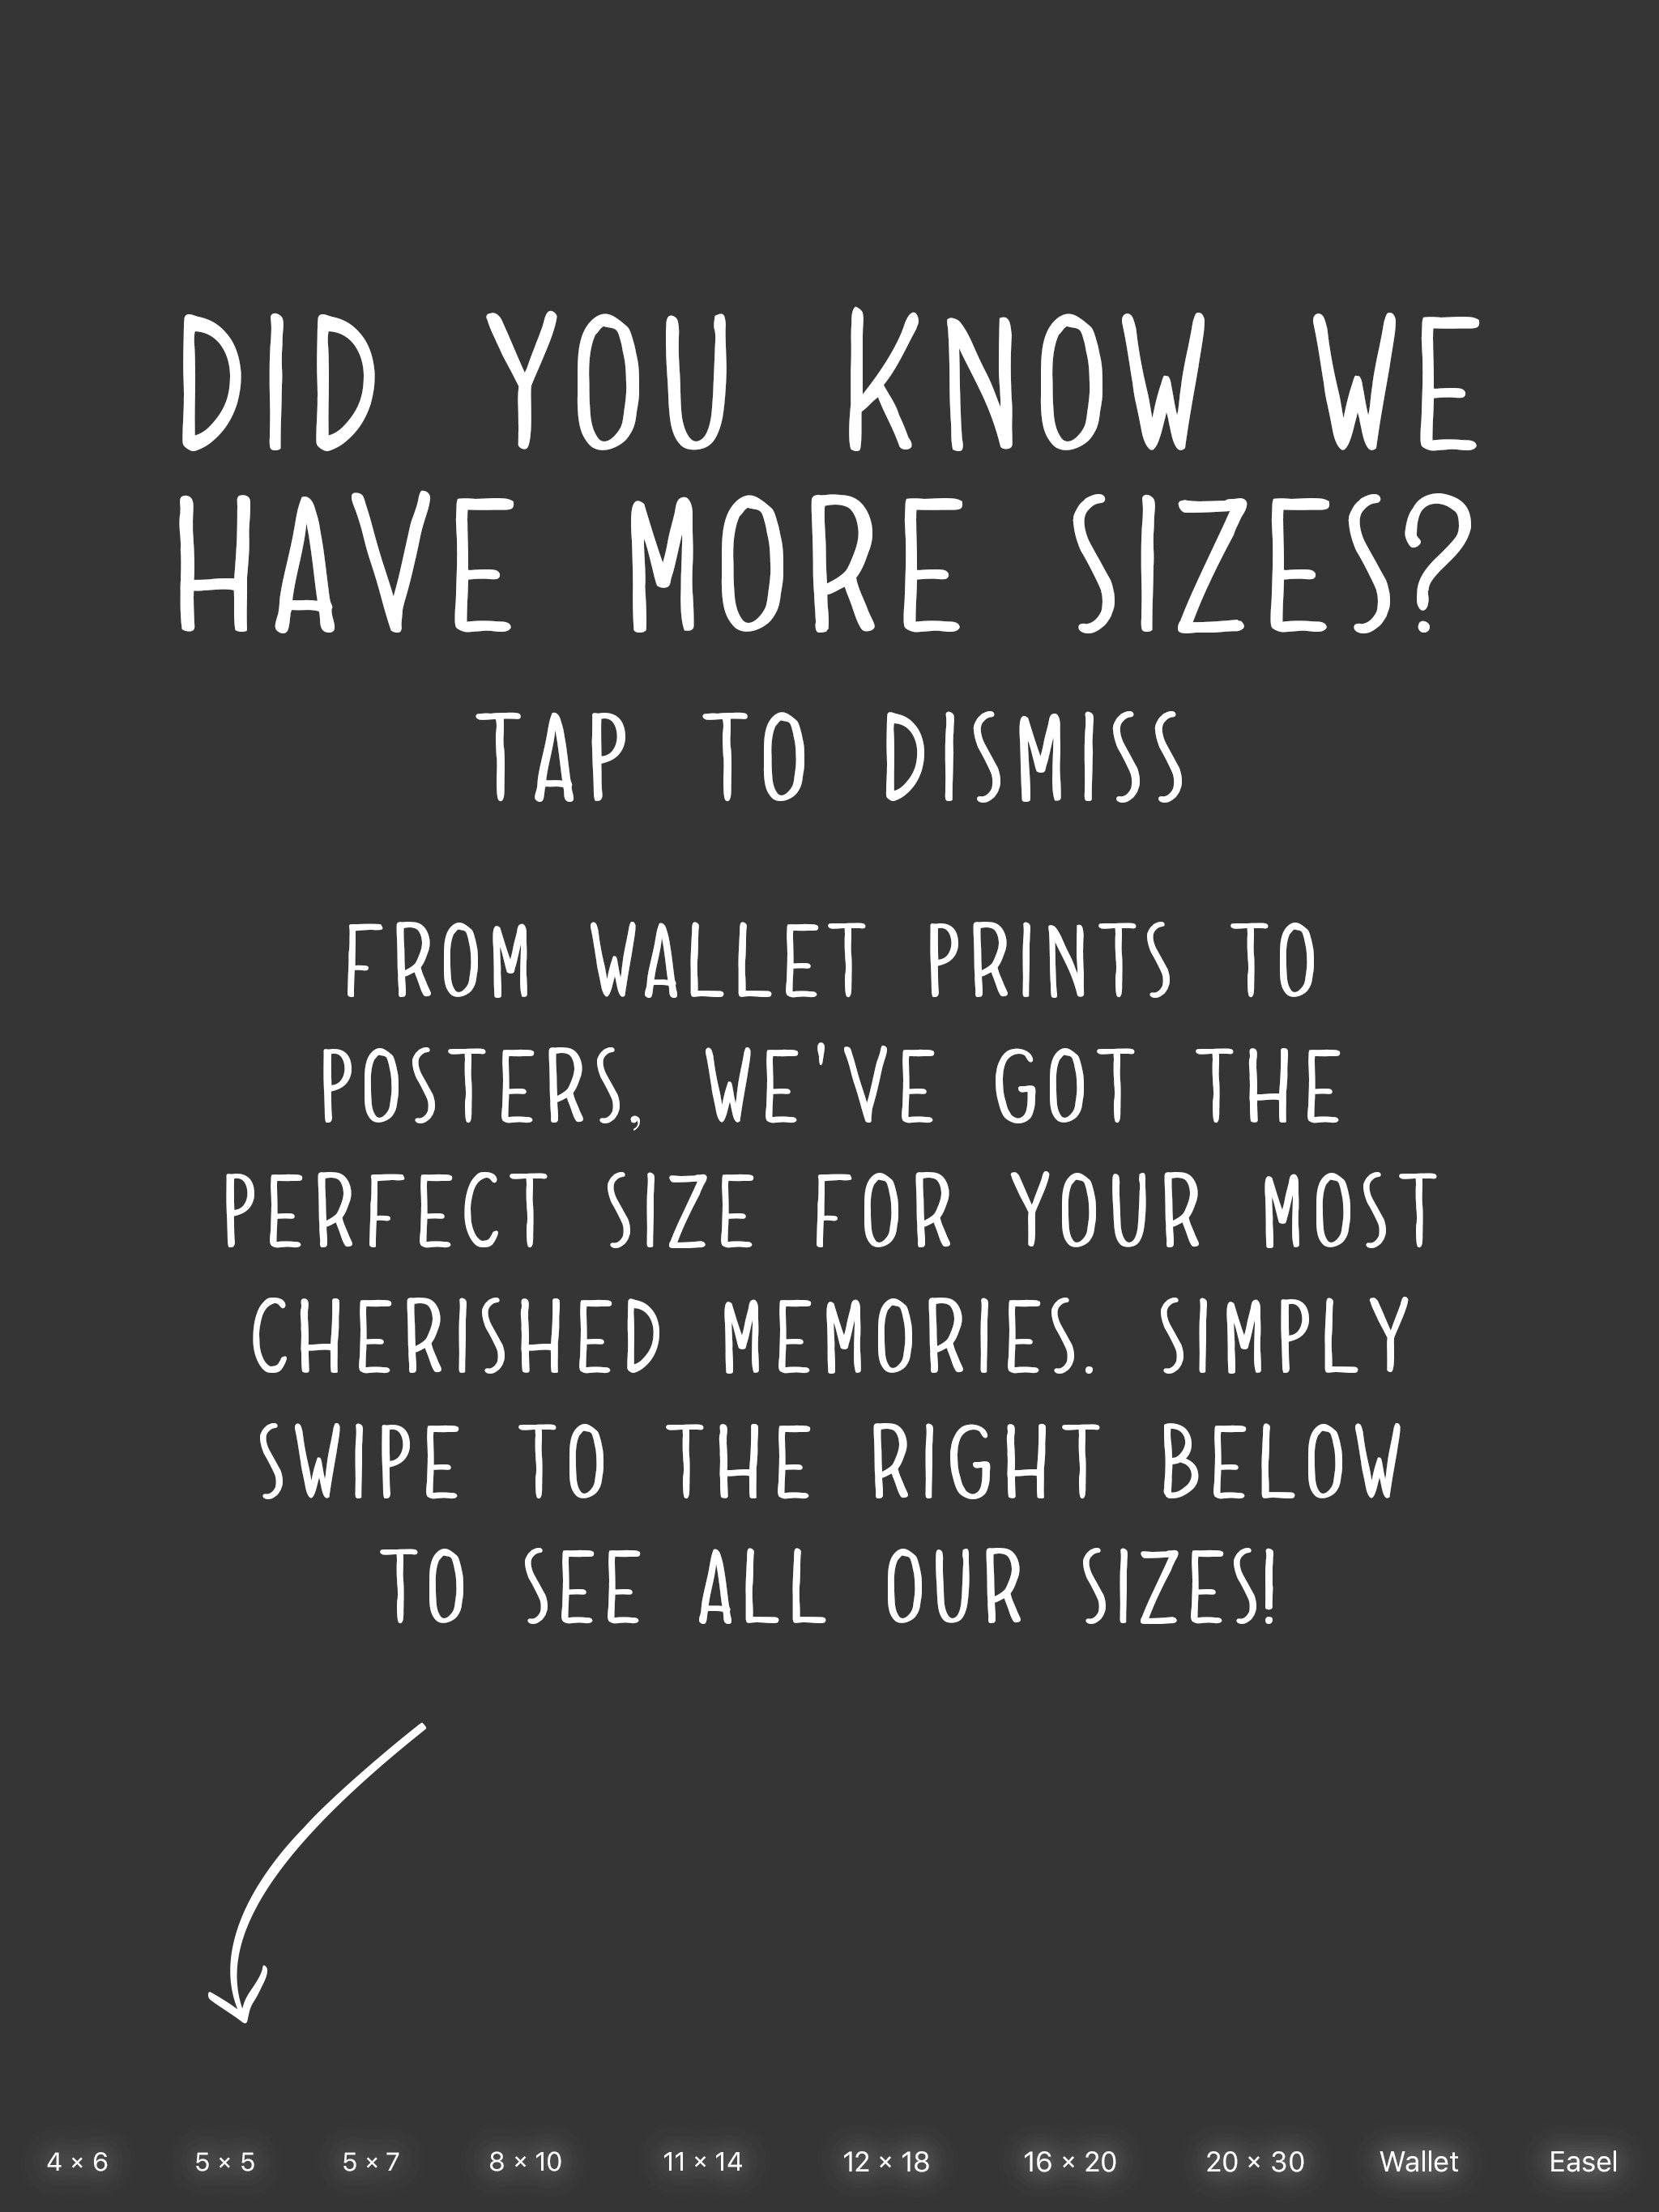 DID YOU KNOW WE
HAVE MORE SIZES?
TAP TO DISMISS
FROM WALLET PRINTS TO
POSTERS, WE'VE GOT THE
PERFECT SIZE FOR YOUR MOST
CHERISHED MEMORIES. SIMPLY
SWIPE TO THE RIGHT BELOW
TO SEE ALL OUR SIZES!
4 × 6 5 × 5 5 × 7 8 × 10 11 × 14 12 × 18 16 × 20 20 × 30 Wallet Easel